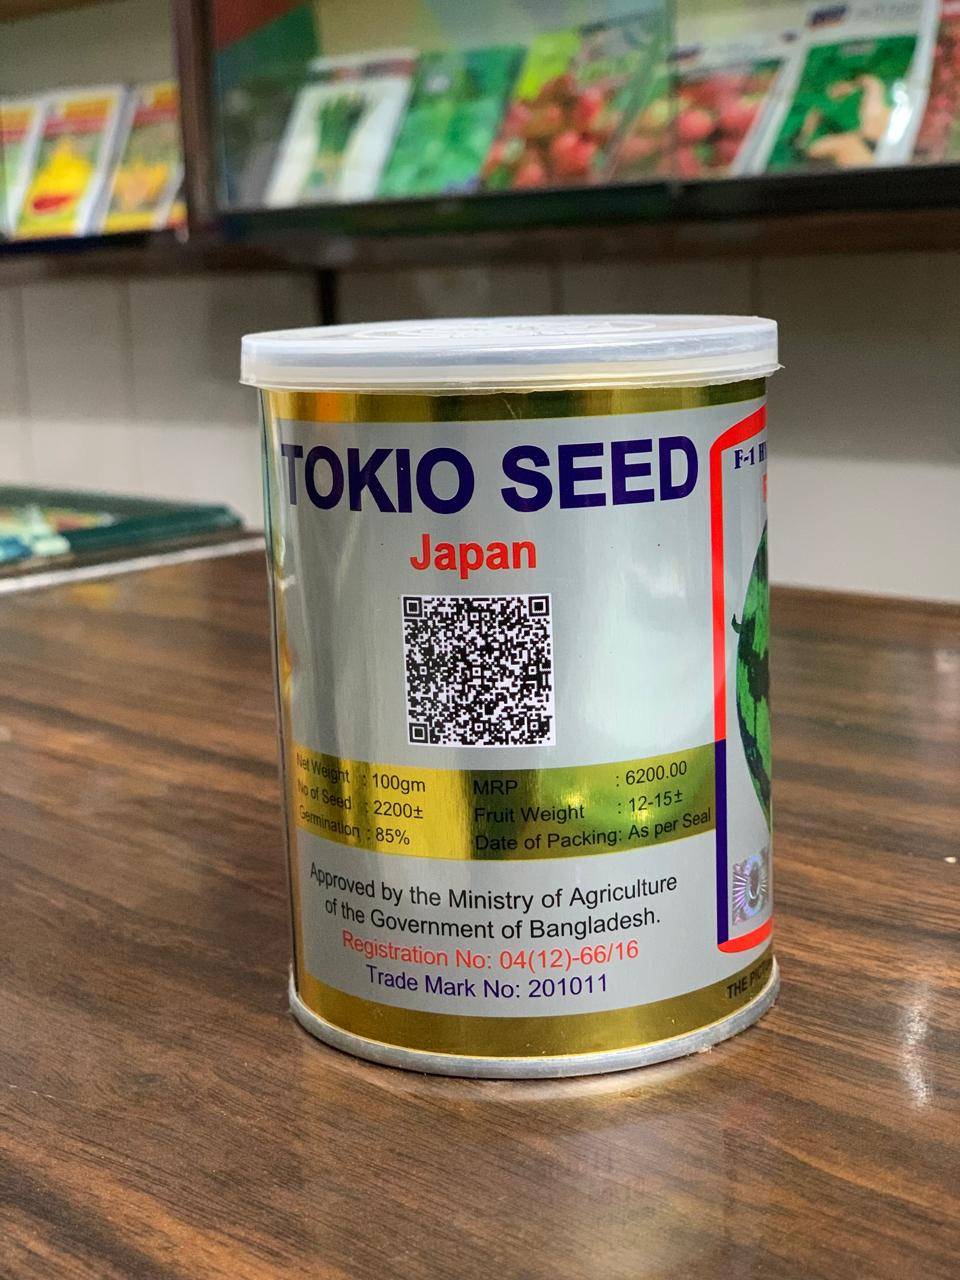 TOKIO SEED
Japan
Net Weight : 100gm
No of Seed : 2200±
Germination : 85%
MRP : 6200.00
Fruit Weight : 12-15±
Date of Packing: As per Seal
Approved by the Ministry of Agriculture
of the Government of Bangladesh.
Registration No: 04(12)-66/16
Trade Mark No: 201011
F-1
THE